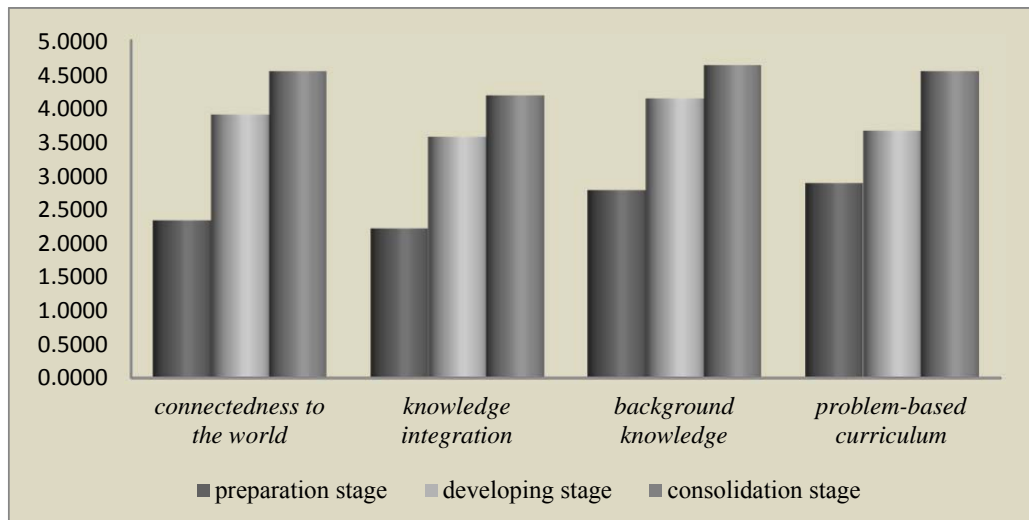 5.0000
4.5000
4.0000
3.5000
3.0000
2.5000
2.0000
1.5000
1.0000
0.5000
0.0000
connectedness to
the world
knowledge
integration
background
knowledge
problem-based
curriculum
preparation stage
developing stage
consolidation stage